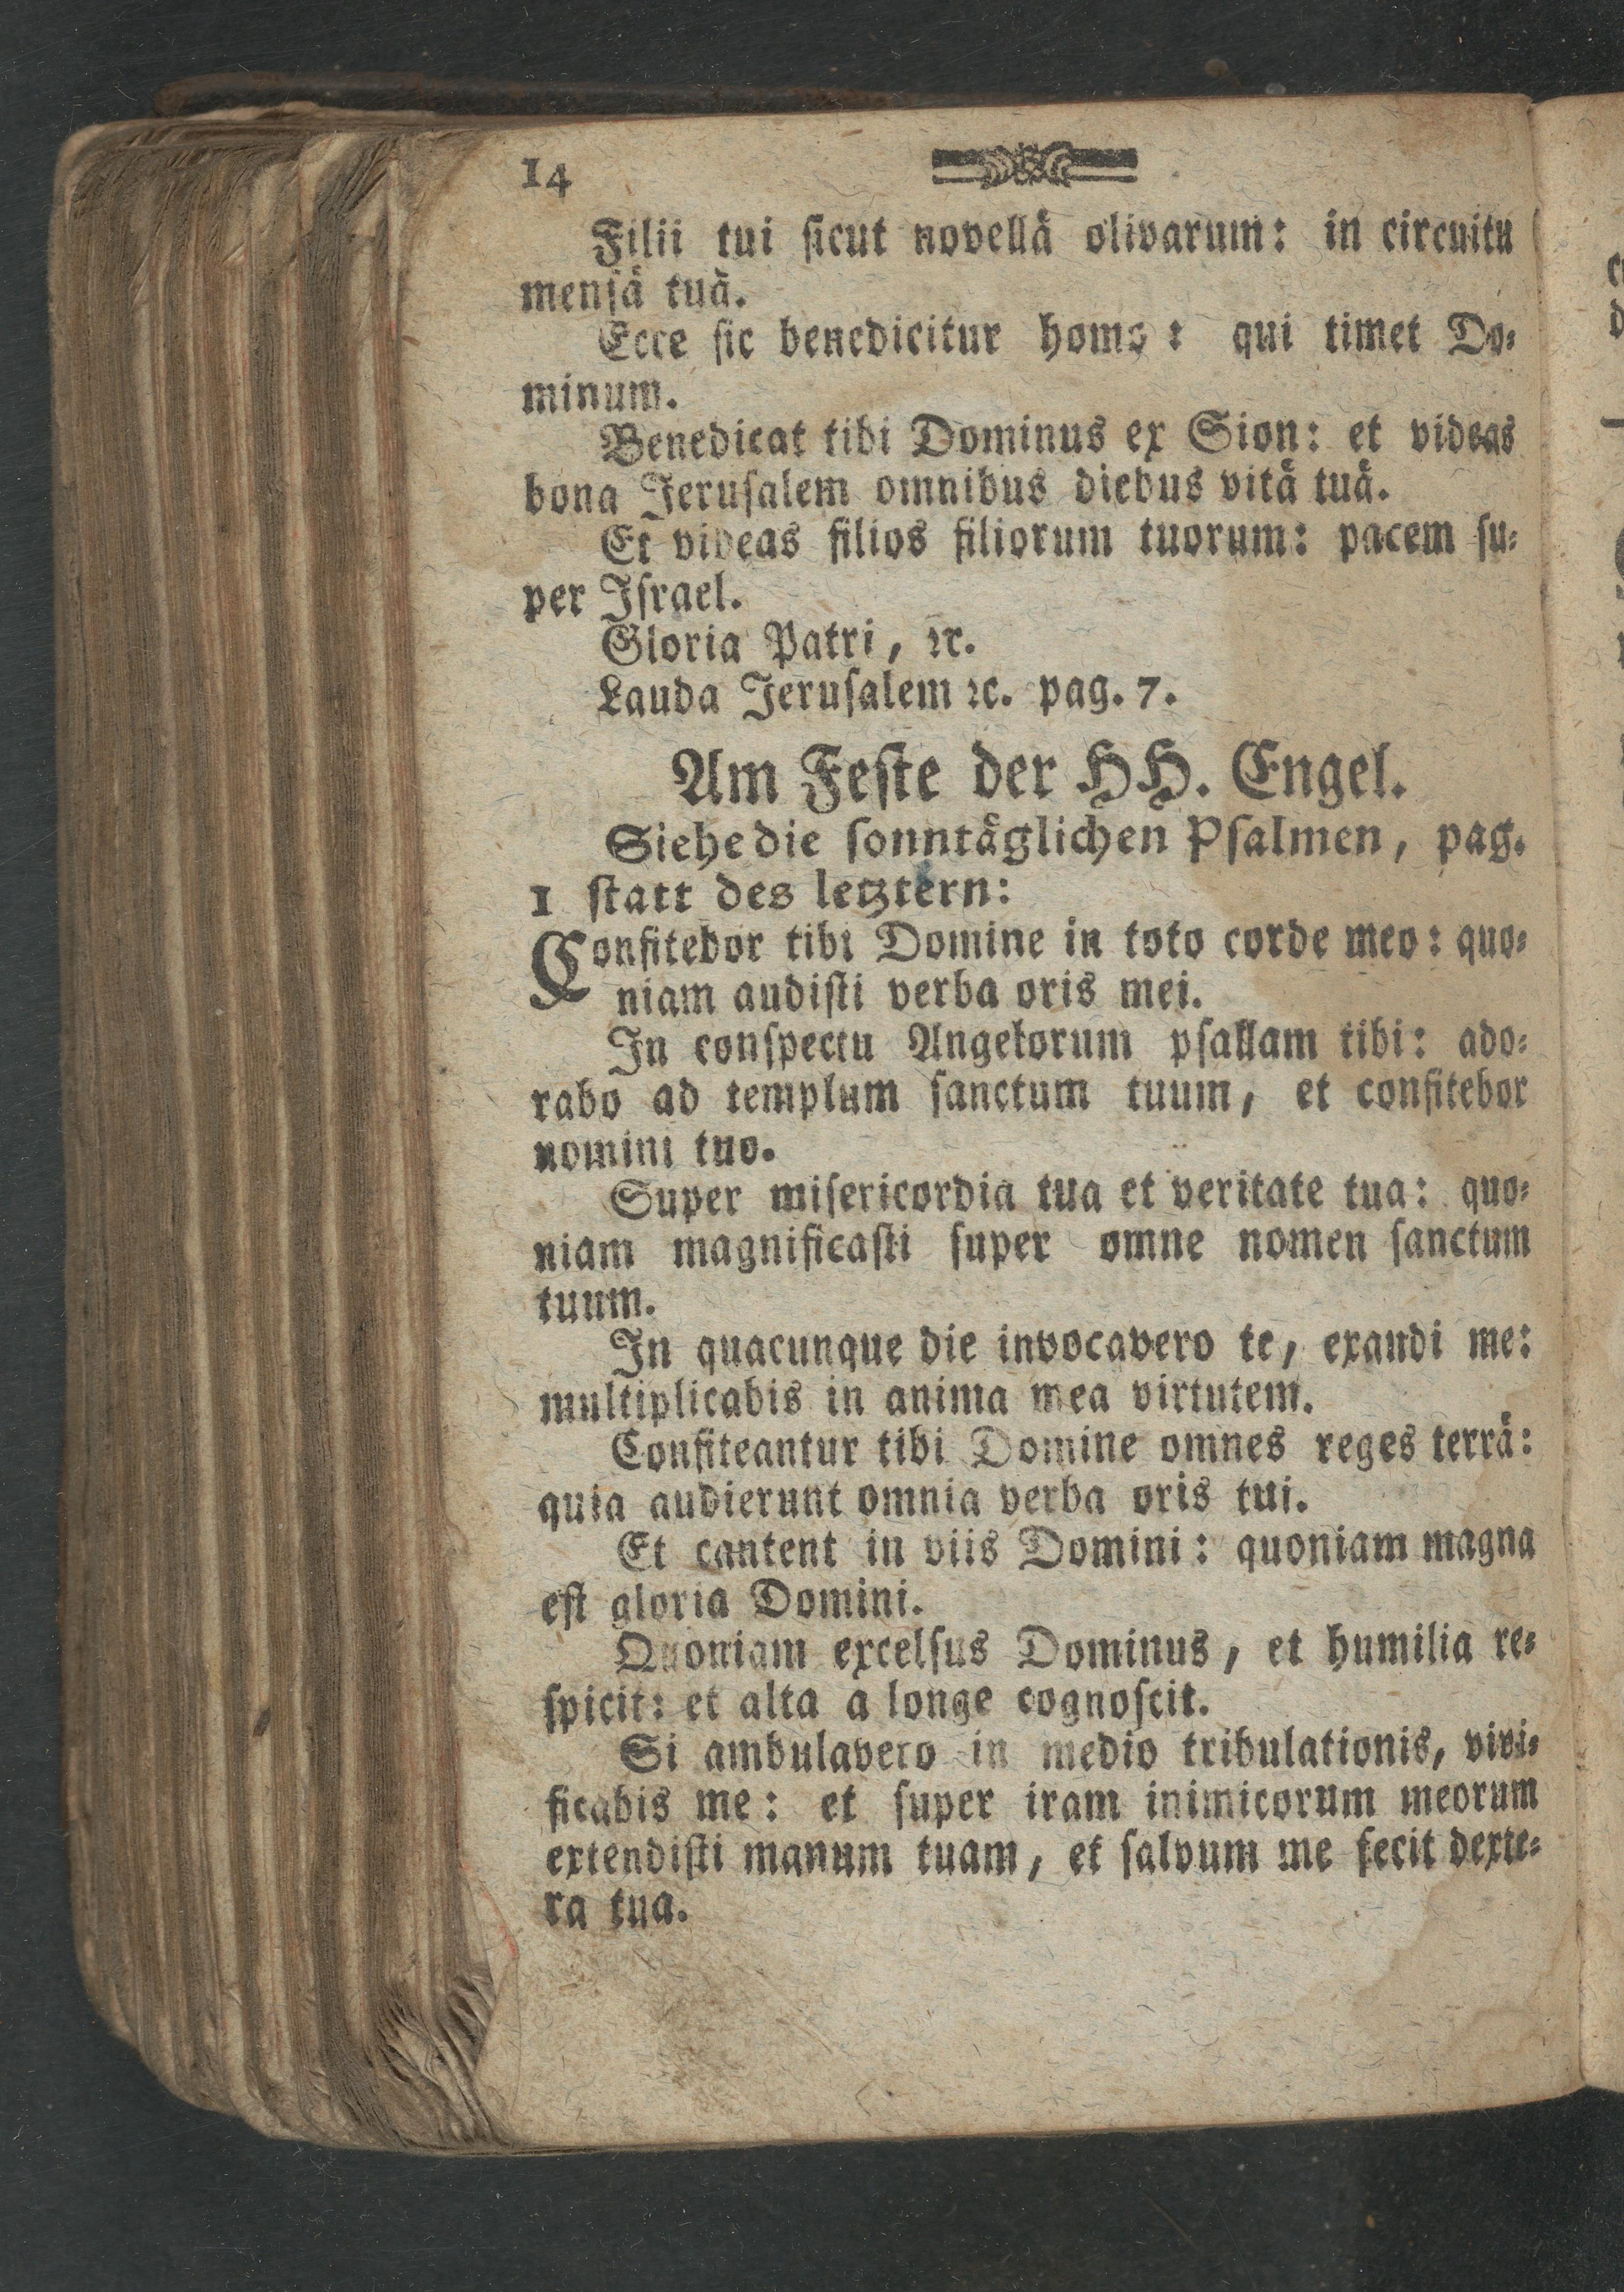 14
Filii tui sicut novellä olivarum: in circuitu
mensä tuä.
Ecce sic benedicitur homo: qui timet Do⸗
minum.
Benedicat tibi Dominus ex Sion: et videas
bona Jerusalem omnibus diebus vitä tuä.
Et videas filios filiorum tuorum: pacem su⸗
per Israel.
Gloria Patri, ꝛc.
Lauda Jerusalem ꝛc. pag. 7.
Am Feste der HH. Engel.
Siehe die sonntäglichen Psalmen, pag.
1 statt des letztern:
Confitebor tibi Domine in toto corde meo: quo⸗
niam audisti verba oris mei.
In conspectu Angelorum psallam tibi: ado⸗
rabo ad templum sanctum tuum, et confitebor
nomini tuo.
Super misericordia tua et veritate tua: quo⸗
niam magnificasti super omne nomen sanctum
tuum.
In quacunque die invocavero te, exaudi me:
multiplicabis in anima mea virtutem.
Confiteantur tibi Domine omnes reges terrä:
quia audierunt omnia verba oris tui.
Et cantent in viis Domini: quoniam magna
est gloria Domini.
Quoniam excelsus Dominus, et humilia re⸗
spicit: et alta a longe cognoscit.
Si ambulavero in medio tribulationis, vivi⸗
ficabis me: et super iram inimicorum meorum
extendisti manum tuam, et salvum me fecit dexte⸗
ra tua.